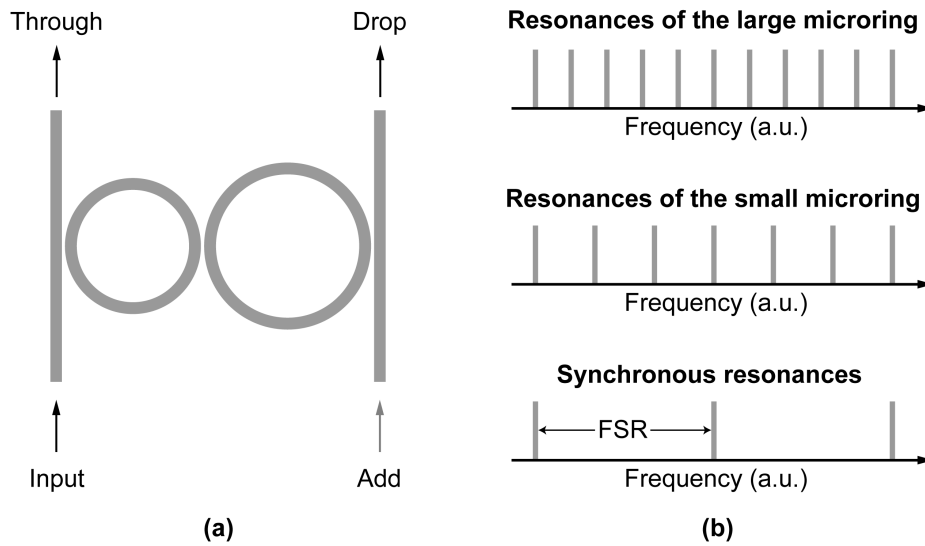 Through
Drop
Input
Add
(a)
Resonances of the large microring
Frequency (a.u.)
Resonances of the small microring
Frequency (a.u.)
Synchronous resonances
FSR
Frequency (a.u.)
(b)